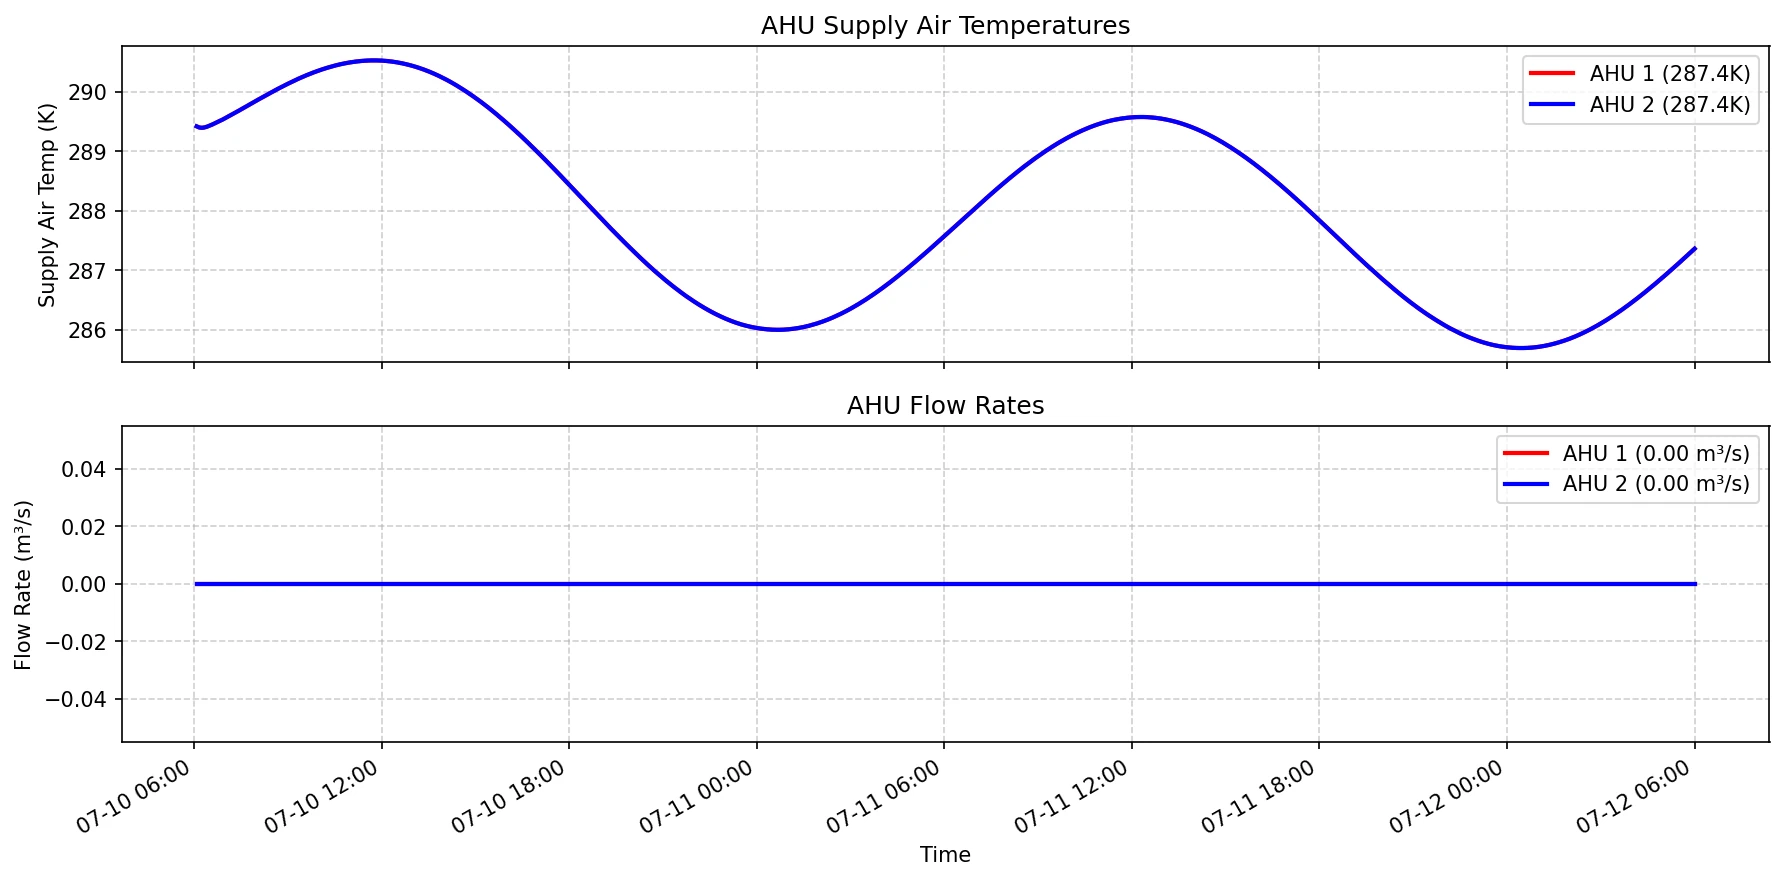 AHU Supply Air Temperatures
Supply Air Temp (K)
290
289
288
287
286
AHU 1 (287.4K)
AHU 2 (287.4K)
AHU Flow Rates
Flow Rate (m³/s)
0.04
0.02
0.00
−0.02
−0.04
AHU 1 (0.00 m³/s)
AHU 2 (0.00 m³/s)
07-10 06:00
07-10 12:00
07-10 18:00
07-11 00:00
07-11 06:00
07-11 12:00
07-11 18:00
07-12 00:00
07-12 06:00
Time